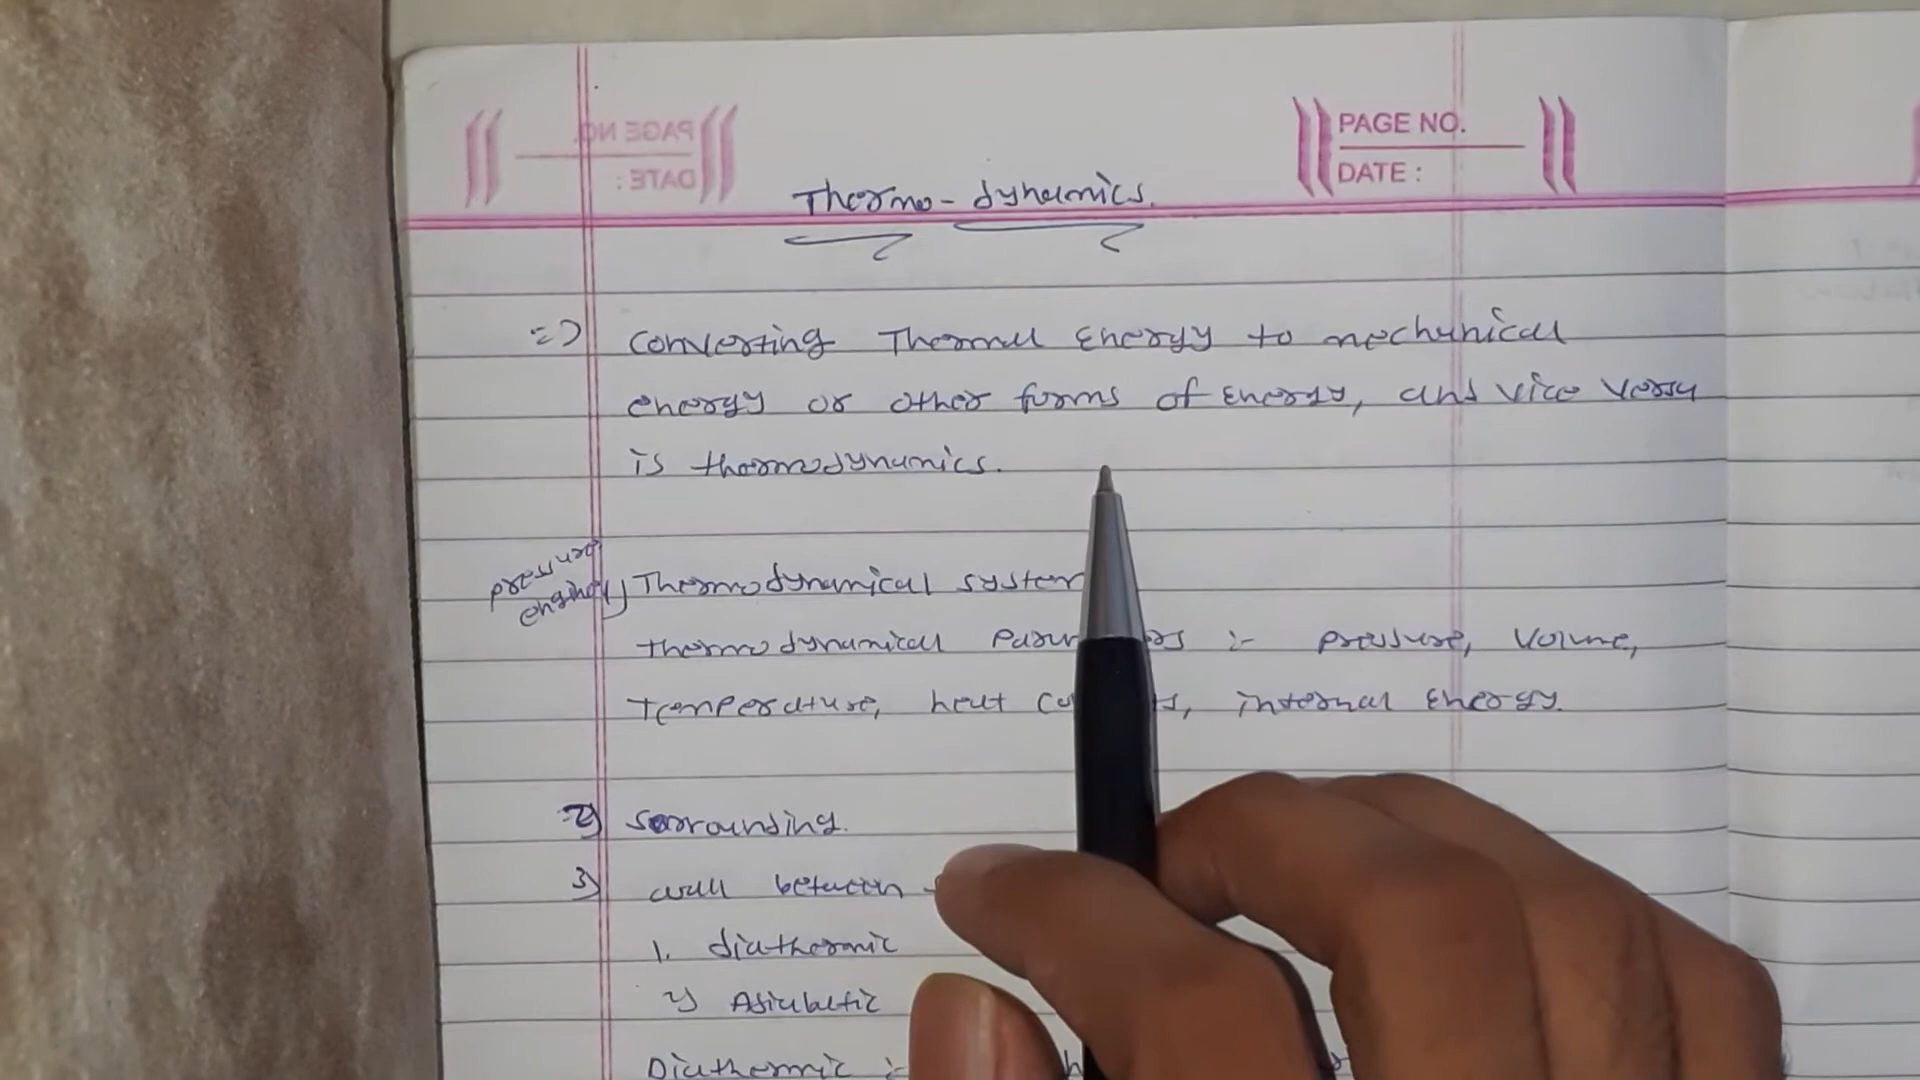 PAGE NO.
DATE :
Thermo-dynamics.
=> Converting Thermal Energy to mechanical
energy or other forms of Energy, and vice versa
is thermodynamics.
pressure
1) Thermodynamical system
thermodynamical :- pressure, volume,
Temperature, heat, internal Energy.
2) Sorrounding.
3) wall between
1. diathermic
2) Adiabatic
Diathermic :-